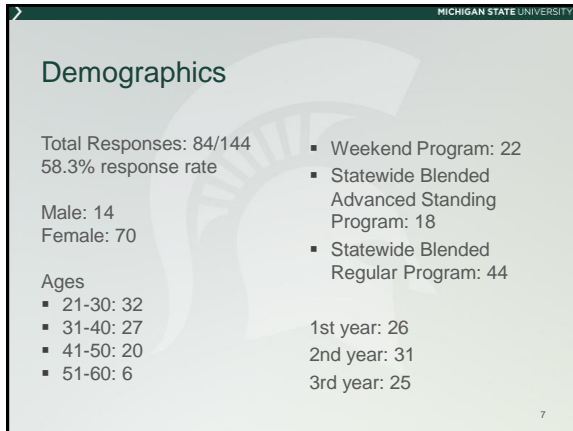 MICHIGAN STATE UNIVERSITY
Demographics
Total Responses: 84/144
58.3% response rate
Male: 14
Female: 70
Ages
▪ 21-30: 32
▪ 31-40: 27
▪ 41-50: 20
▪ 51-60: 6
▪ Weekend Program: 22
▪ Statewide Blended
Advanced Standing
Program: 18
▪ Statewide Blended
Regular Program: 44
1st year: 26
2nd year: 31
3rd year: 25
7